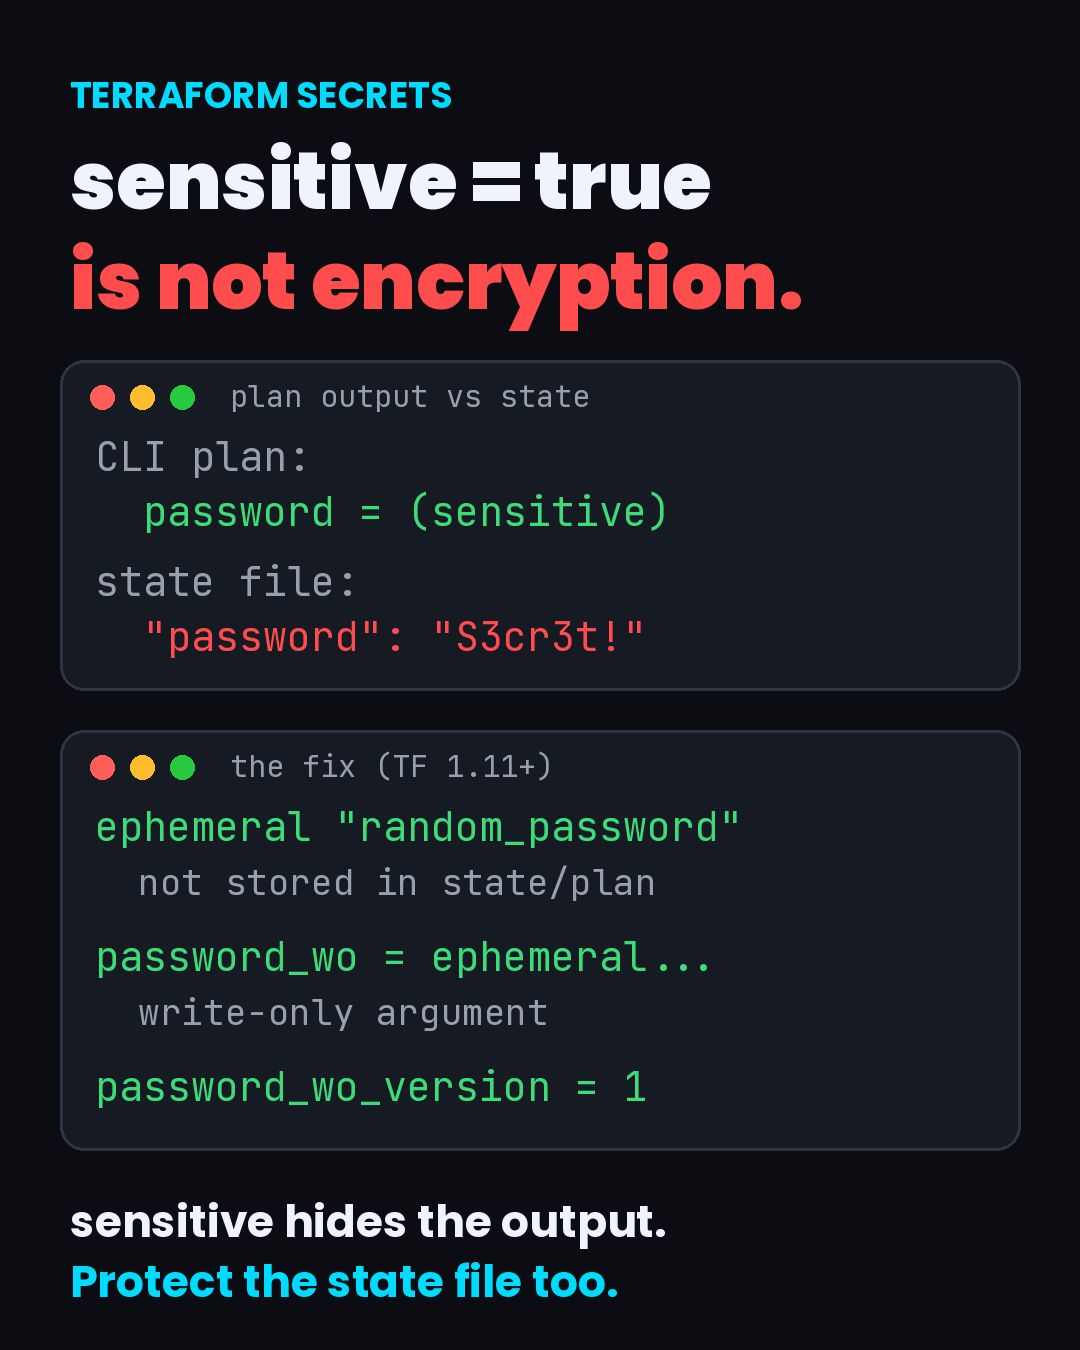 TERRAFORM SECRETS
sensitive = true
is not encryption.
plan output vs state
CLI plan:
password = (sensitive)
state file:
"password": "S3cr3t!"
the fix (TF 1.11+)
ephemeral "random_password"
not stored in state/plan
password_wo = ephemeral...
write-only argument
password_wo_version = 1
sensitive hides the output.
Protect the state file too.